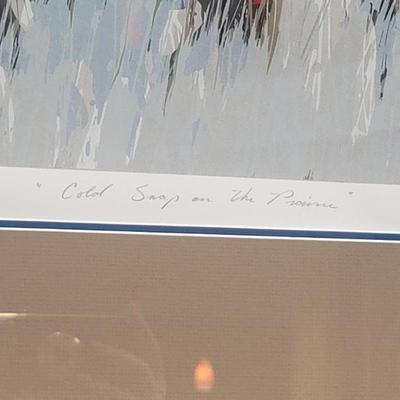 "Cold Snap on The Prairie"